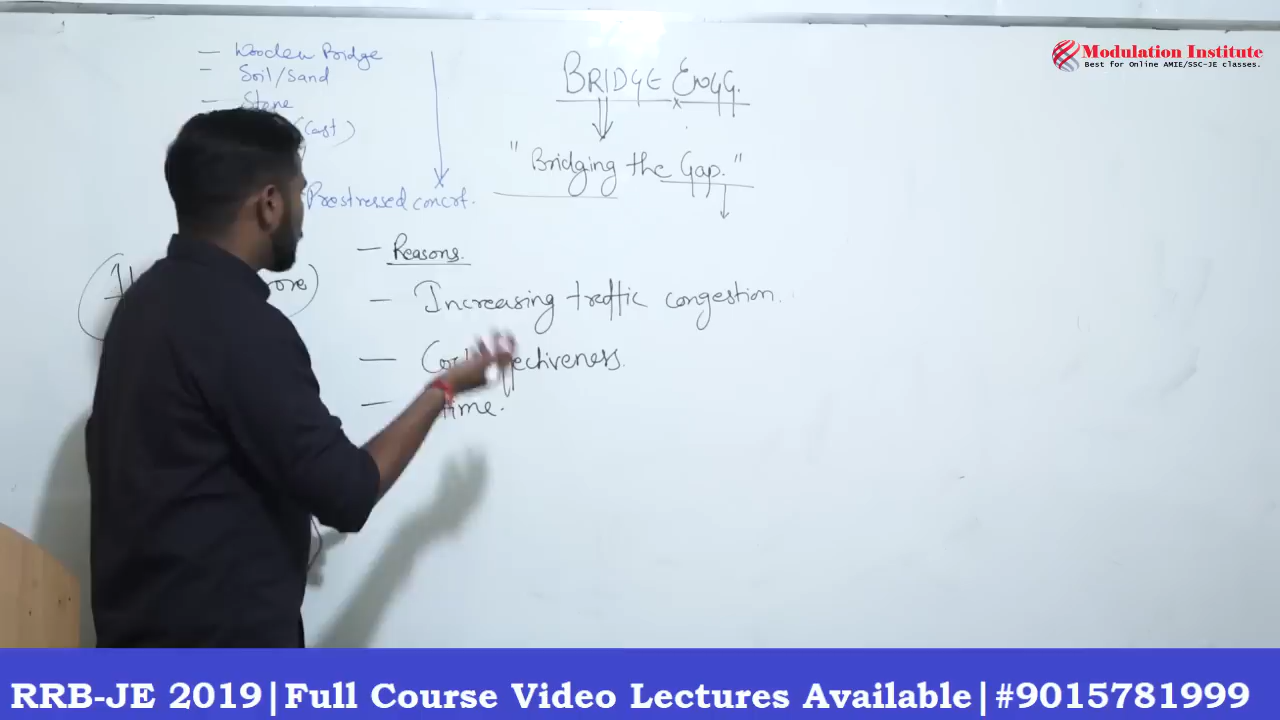 — Wooden Bridge
— Soil/Sand
— Stone
(Cast)
Prestressed concrt.
BRIDGE Engg.
"Bridging the Gap."
— Reasons.
— Increasing traffic congestion.
— Cost effectiveness.
— time.
Modulation Institute
Best for Online AMIE/SSC-JE classes.
RRB-JE 2019|Full Course Video Lectures Available|#9015781999